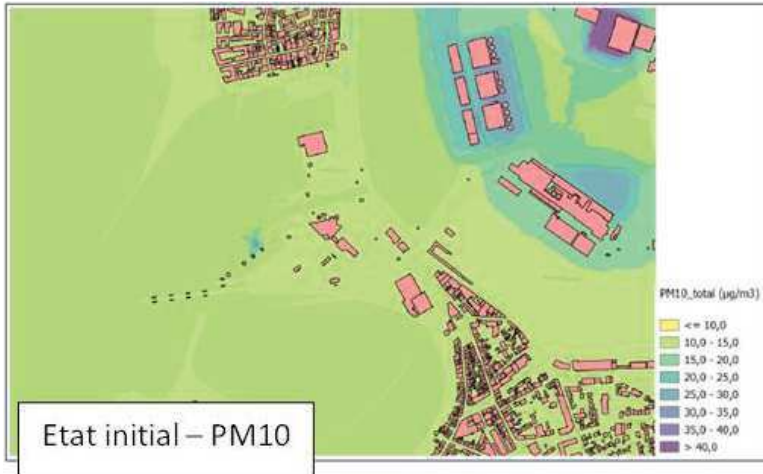 PM10_total (µg/m3)
<= 10,0
10,0 - 15,0
15,0 - 20,0
20,0 - 25,0
25,0 - 30,0
30,0 - 35,0
35,0 - 40,0
> 40,0
Etat initial – PM10